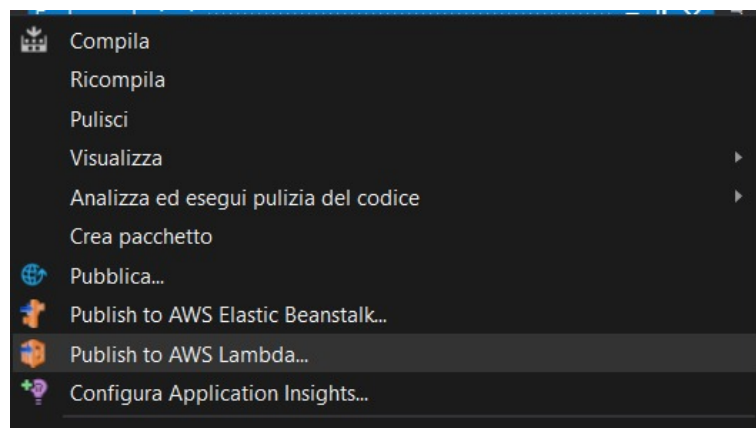 Compila
Ricompila
Pulisci
Visualizza
Analizza ed esegui pulizia del codice
Crea pacchetto
Pubblica...
Publish to AWS Elastic Beanstalk...
Publish to AWS Lambda...
Configura Application Insights...